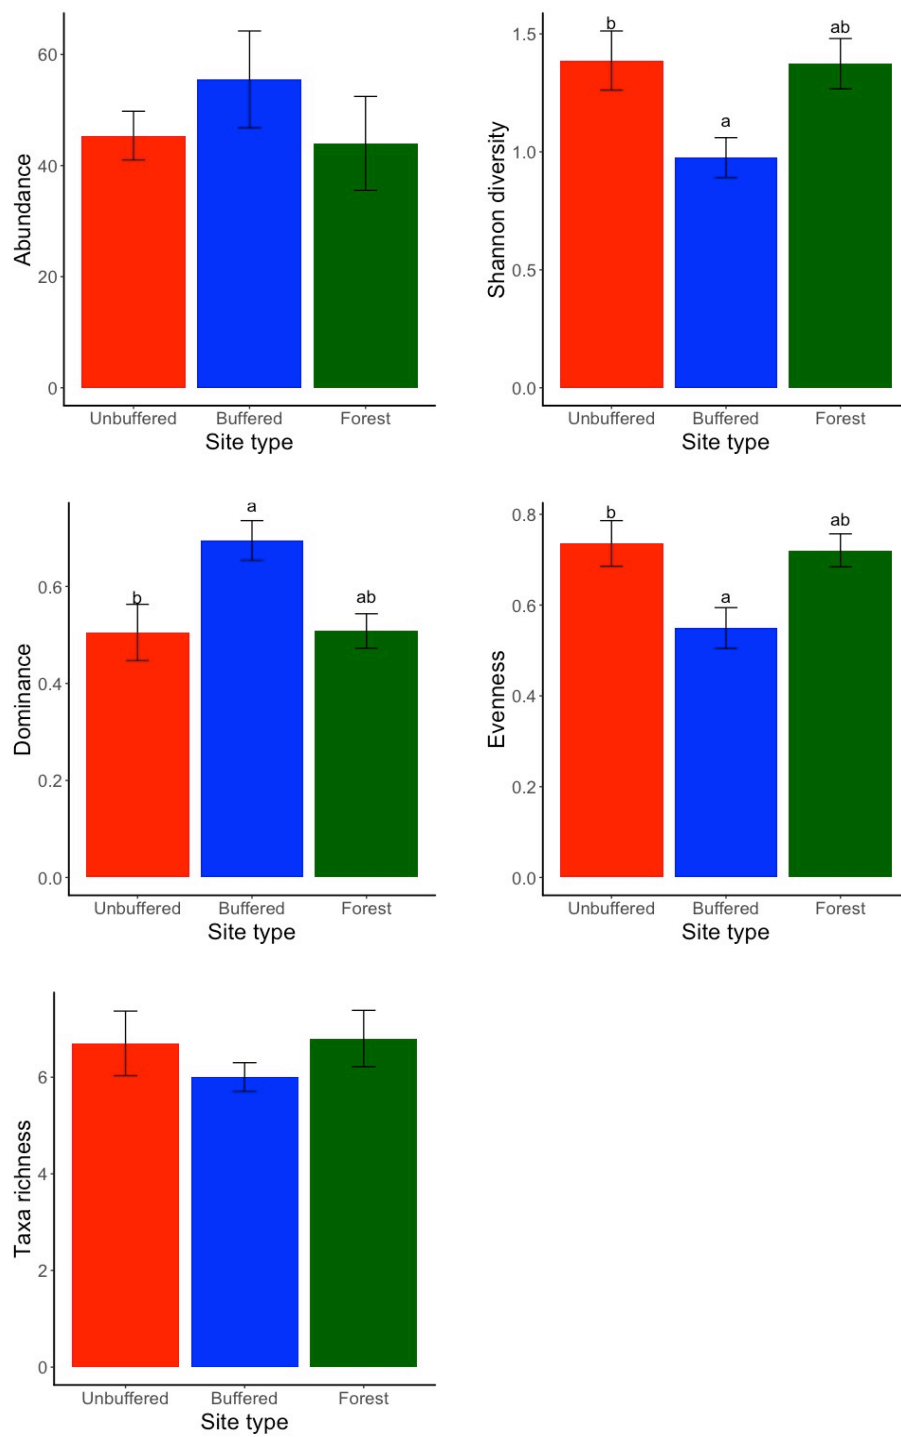 Abundance
60
40
20
0
Unbuffered Buffered Forest
Site type
Shannon diversity
1.5
1.0
0.5
0.0
b
a
ab
Unbuffered Buffered Forest
Site type
Dominance
0.6
0.4
0.2
0.0
b
a
ab
Unbuffered Buffered Forest
Site type
Evenness
0.8
0.6
0.4
0.2
0.0
b
a
ab
Unbuffered Buffered Forest
Site type
Taxa richness
6
4
2
0
Unbuffered Buffered Forest
Site type